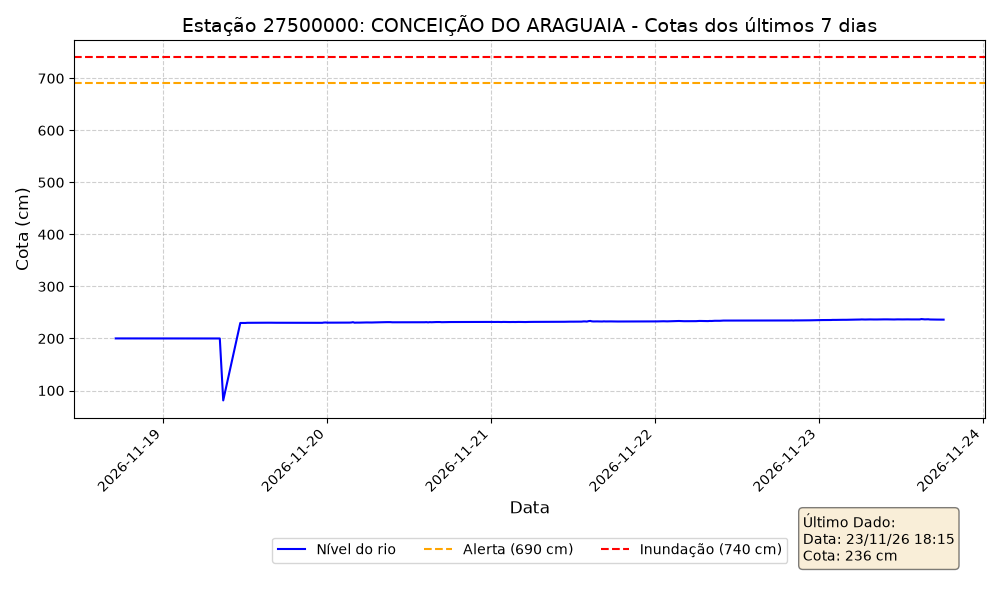 Estação 27500000: CONCEIÇÃO DO ARAGUAIA - Cotas dos últimos 7 dias
Cota (cm)
700
600
500
400
300
200
100
2026-11-19
2026-11-20
2026-11-21
2026-11-22
2026-11-23
2026-11-24
Data
Nível do rio
Alerta (690 cm)
Inundação (740 cm)
Último Dado:
Data: 23/11/26 18:15
Cota: 236 cm